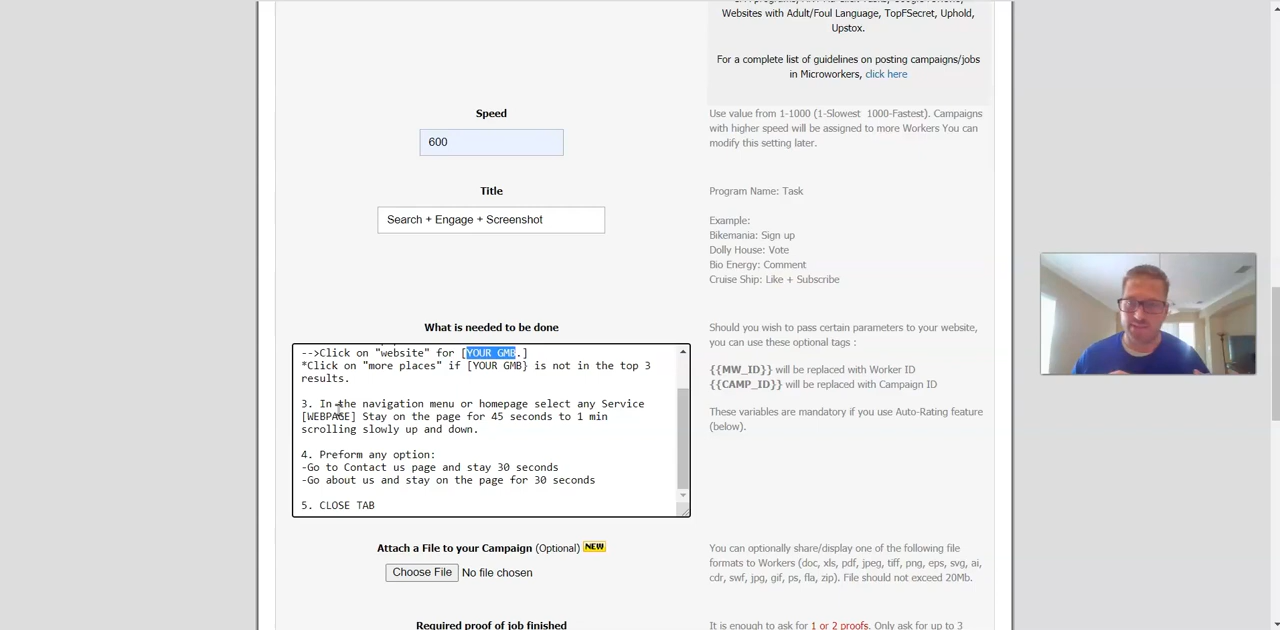 Websites with Adult/Foul Language, TopFSecret, Uphold,
Upstox.
For a complete list of guidelines on posting campaigns/jobs
in Microworkers, click here
Speed
600
Use value from 1-1000 (1-Slowest 1000-Fastest). Campaigns
with higher speed will be assigned to more Workers You can
modify this setting later.
Title
Search + Engage + Screenshot
Program Name: Task
Example:
Bikemania: Sign up
Dolly House: Vote
Bio Energy: Comment
Cruise Ship: Like + Subscribe
What is needed to be done
-->Click on "website" for [YOUR GMB.]
*Click on "more places" if [YOUR GMB} is not in the top 3
results.
3. In the navigation menu or homepage select any Service
[WEBPAGE] Stay on the page for 45 seconds to 1 min
scrolling slowly up and down.
4. Preform any option:
-Go to Contact us page and stay 30 seconds
-Go about us and stay on the page for 30 seconds
5. CLOSE TAB
Should you wish to pass certain parameters to your website,
you can use these optional tags :
{{MW_ID}} will be replaced with Worker ID
{{CAMP_ID}} will be replaced with Campaign ID
These variables are mandatory if you use Auto-Rating feature
(below).
Attach a File to your Campaign (Optional) NEW
Choose File No file chosen
You can optionally share/display one of the following file
formats to Workers (doc, xls, pdf, jpeg, tiff, png, eps, svg, ai,
cdr, swf, jpg, gif, ps, fla, zip). File should not exceed 20Mb.
Required proof of job finished
It is enough to ask for 1 or 2 proofs. Only ask for up to 3